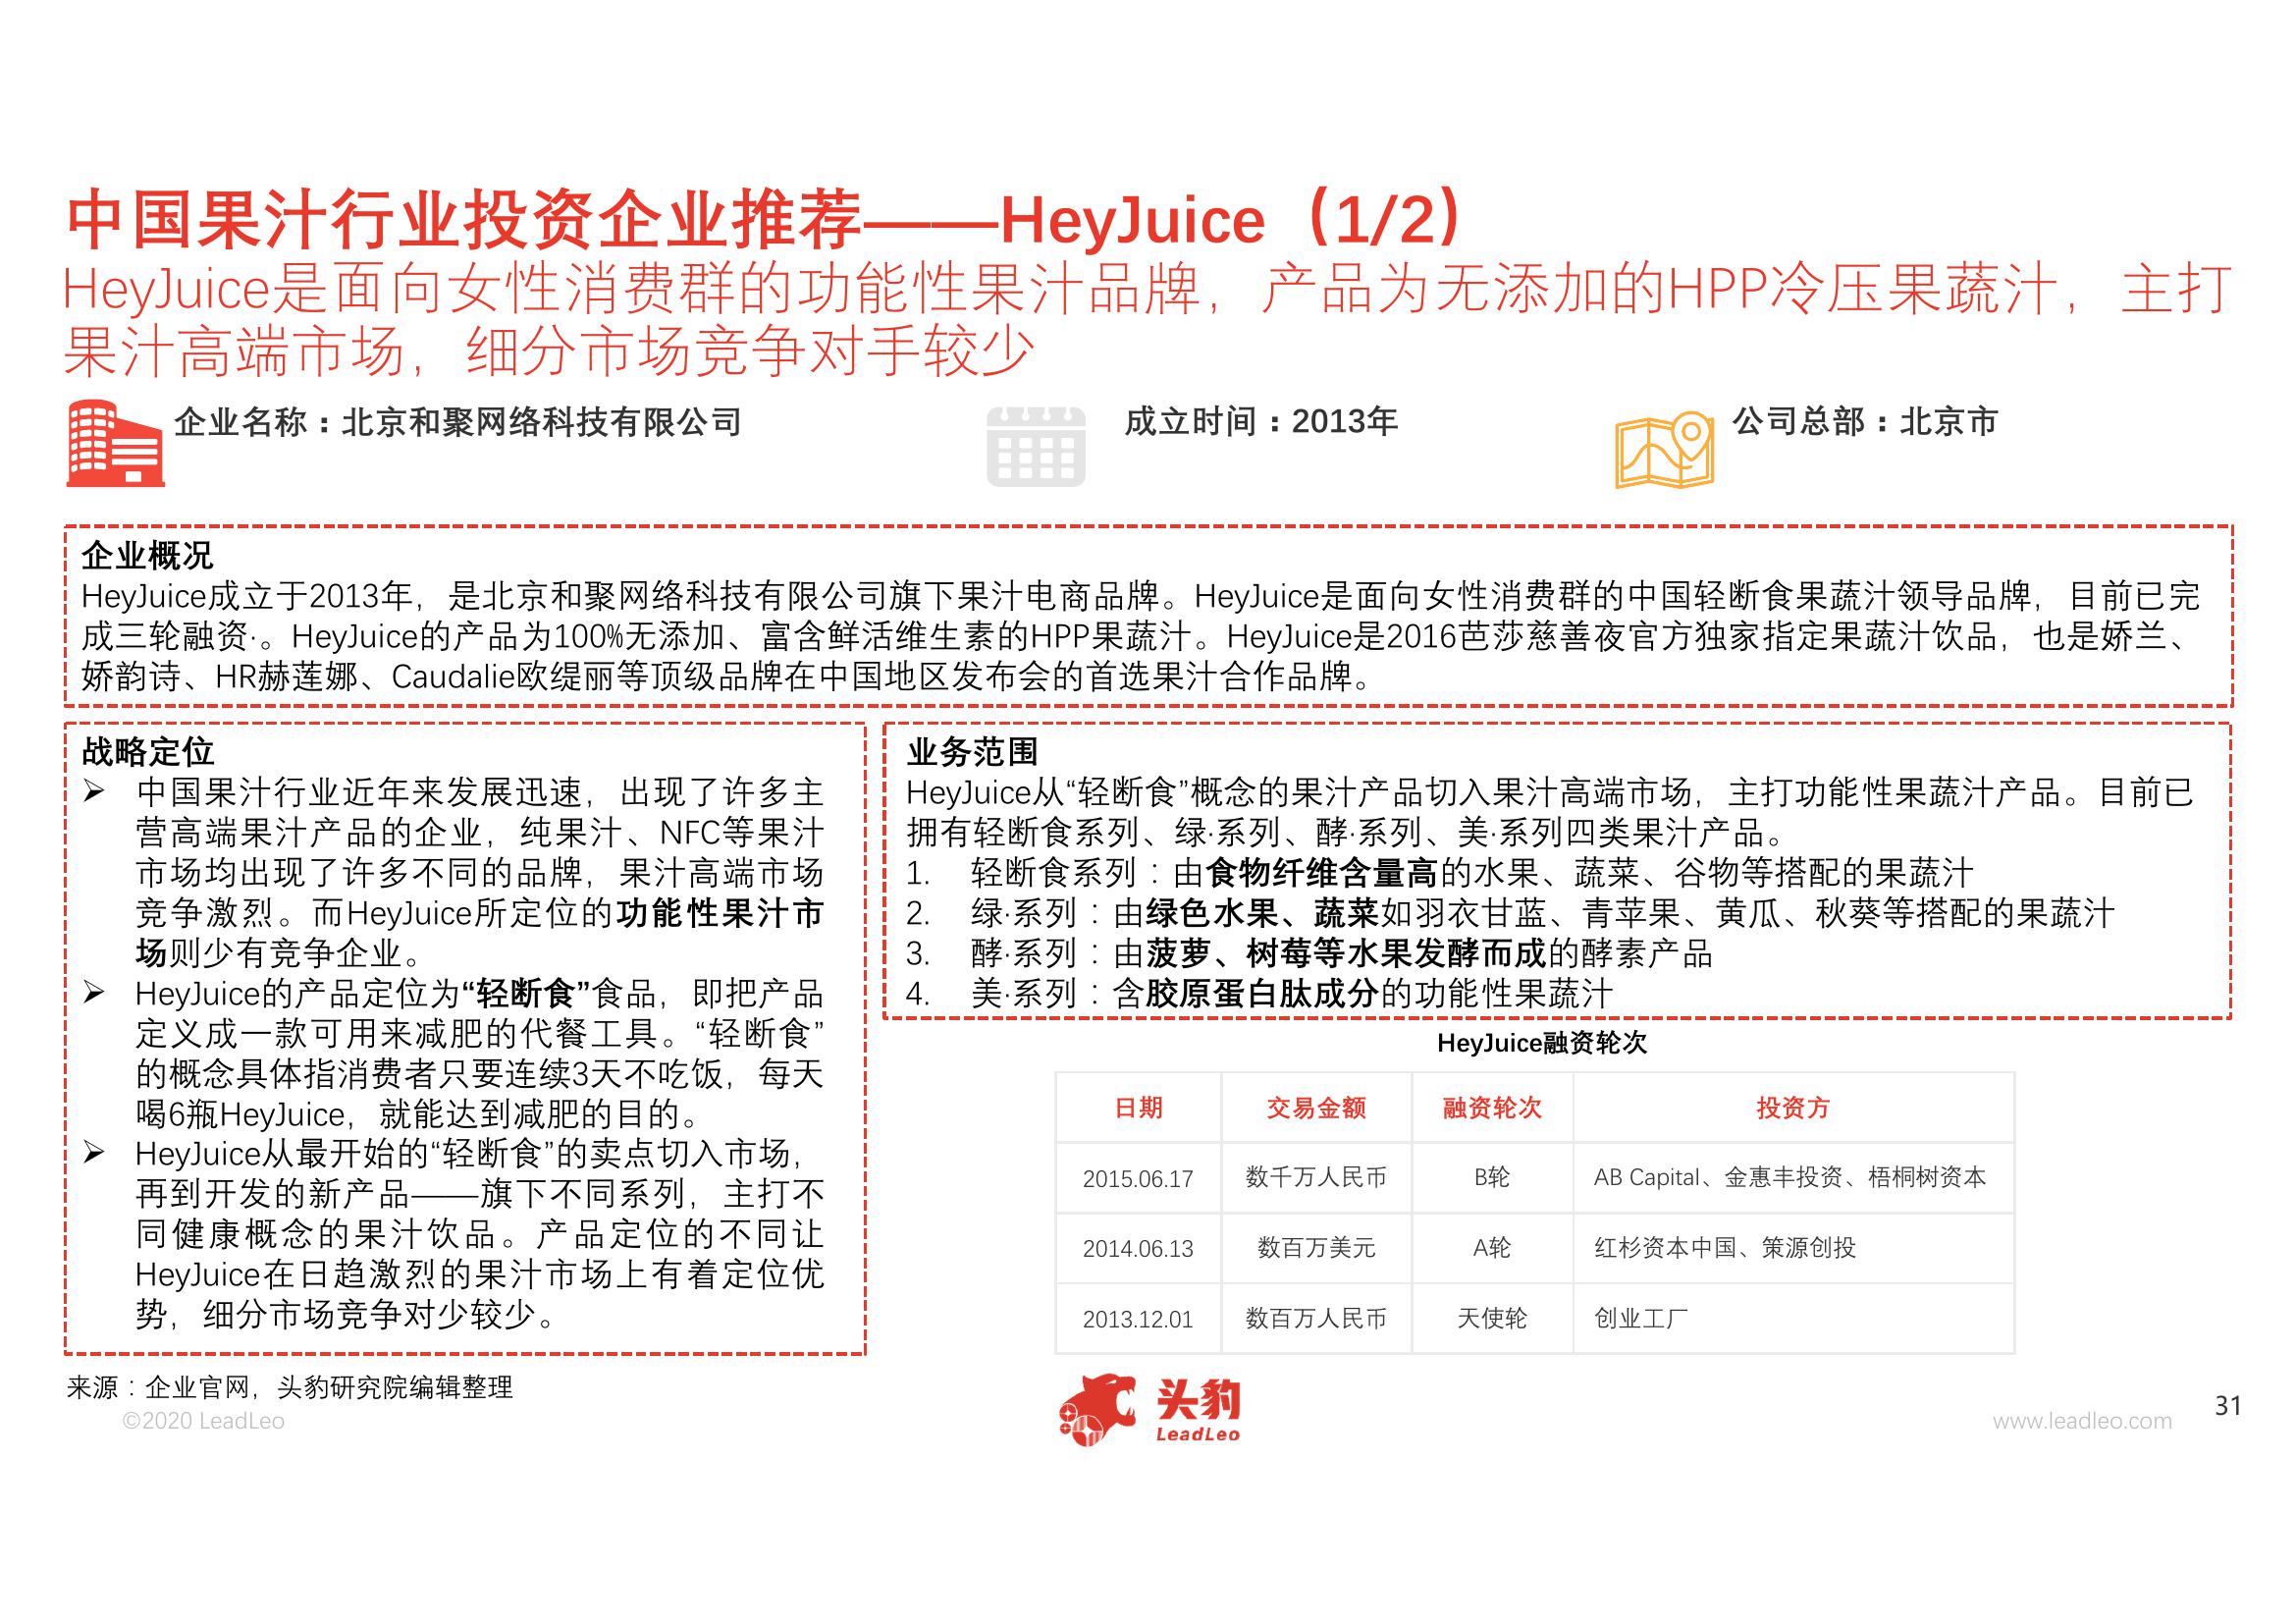 中国果汁行业投资企业推荐——HeyJuice（1/2）
HeyJuice是面向女性消费群的功能性果汁品牌，产品为无添加的HPP冷压果蔬汁，主打
果汁高端市场，细分市场竞争对手较少
企业名称：北京和聚网络科技有限公司
成立时间：2013年
公司总部：北京市
企业概况
HeyJuice成立于2013年，是北京和聚网络科技有限公司旗下果汁电商品牌。HeyJuice是面向女性消费群的中国轻断食果蔬汁领导品牌，目前已完
成三轮融资·。HeyJuice的产品为100%无添加、富含鲜活维生素的HPP果蔬汁。HeyJuice是2016芭莎慈善夜官方独家指定果蔬汁饮品，也是娇兰、
娇韵诗、HR赫莲娜、Caudalie欧缇丽等顶级品牌在中国地区发布会的首选果汁合作品牌。
战略定位
➢ 中国果汁行业近年来发展迅速，出现了许多主
营高端果汁产品的企业，纯果汁、NFC等果汁
市场均出现了许多不同的品牌，果汁高端市场
竞争激烈。而HeyJuice所定位的功能性果汁市
场则少有竞争企业。
➢ HeyJuice的产品定位为“轻断食”食品，即把产品
定义成一款可用来减肥的代餐工具。“轻断食”
的概念具体指消费者只要连续3天不吃饭，每天
喝6瓶HeyJuice，就能达到减肥的目的。
➢ HeyJuice从最开始的“轻断食”的卖点切入市场，
再到开发的新产品——旗下不同系列，主打不
同健康概念的果汁饮品。产品定位的不同让
HeyJuice在日趋激烈的果汁市场上有着定位优
势，细分市场竞争对少较少。
业务范围
HeyJuice从“轻断食”概念的果汁产品切入果汁高端市场，主打功能性果蔬汁产品。目前已
拥有轻断食系列、绿·系列、酵·系列、美·系列四类果汁产品。
1. 轻断食系列：由食物纤维含量高的水果、蔬菜、谷物等搭配的果蔬汁
2. 绿·系列：由绿色水果、蔬菜如羽衣甘蓝、青苹果、黄瓜、秋葵等搭配的果蔬汁
3. 酵·系列：由菠萝、树莓等水果发酵而成的酵素产品
4. 美·系列：含胶原蛋白肽成分的功能性果蔬汁
HeyJuice融资轮次
日期 交易金额 融资轮次 投资方
2015.06.17 数千万人民币 B轮 AB Capital、金惠丰投资、梧桐树资本
2014.06.13 数百万美元 A轮 红杉资本中国、策源创投
2013.12.01 数百万人民币 天使轮 创业工厂
来源：企业官网，头豹研究院编辑整理
©2020 LeadLeo
头豹
LeadLeo
www.leadleo.com
31